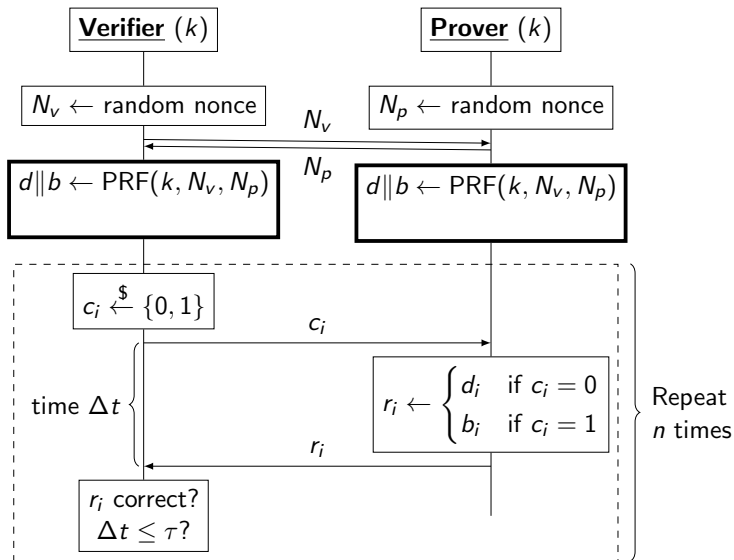 Verifier (k)
Prover (k)
N_v ← random nonce
N_p ← random nonce
N_v
N_p
d‖b ← PRF(k, N_v, N_p)
d‖b ← PRF(k, N_v, N_p)
c_i $← {0, 1}
c_i
time Δt
r_i ← { d_i if c_i = 0
b_i if c_i = 1
Repeat
n times
r_i
r_i correct?
Δt ≤ τ?